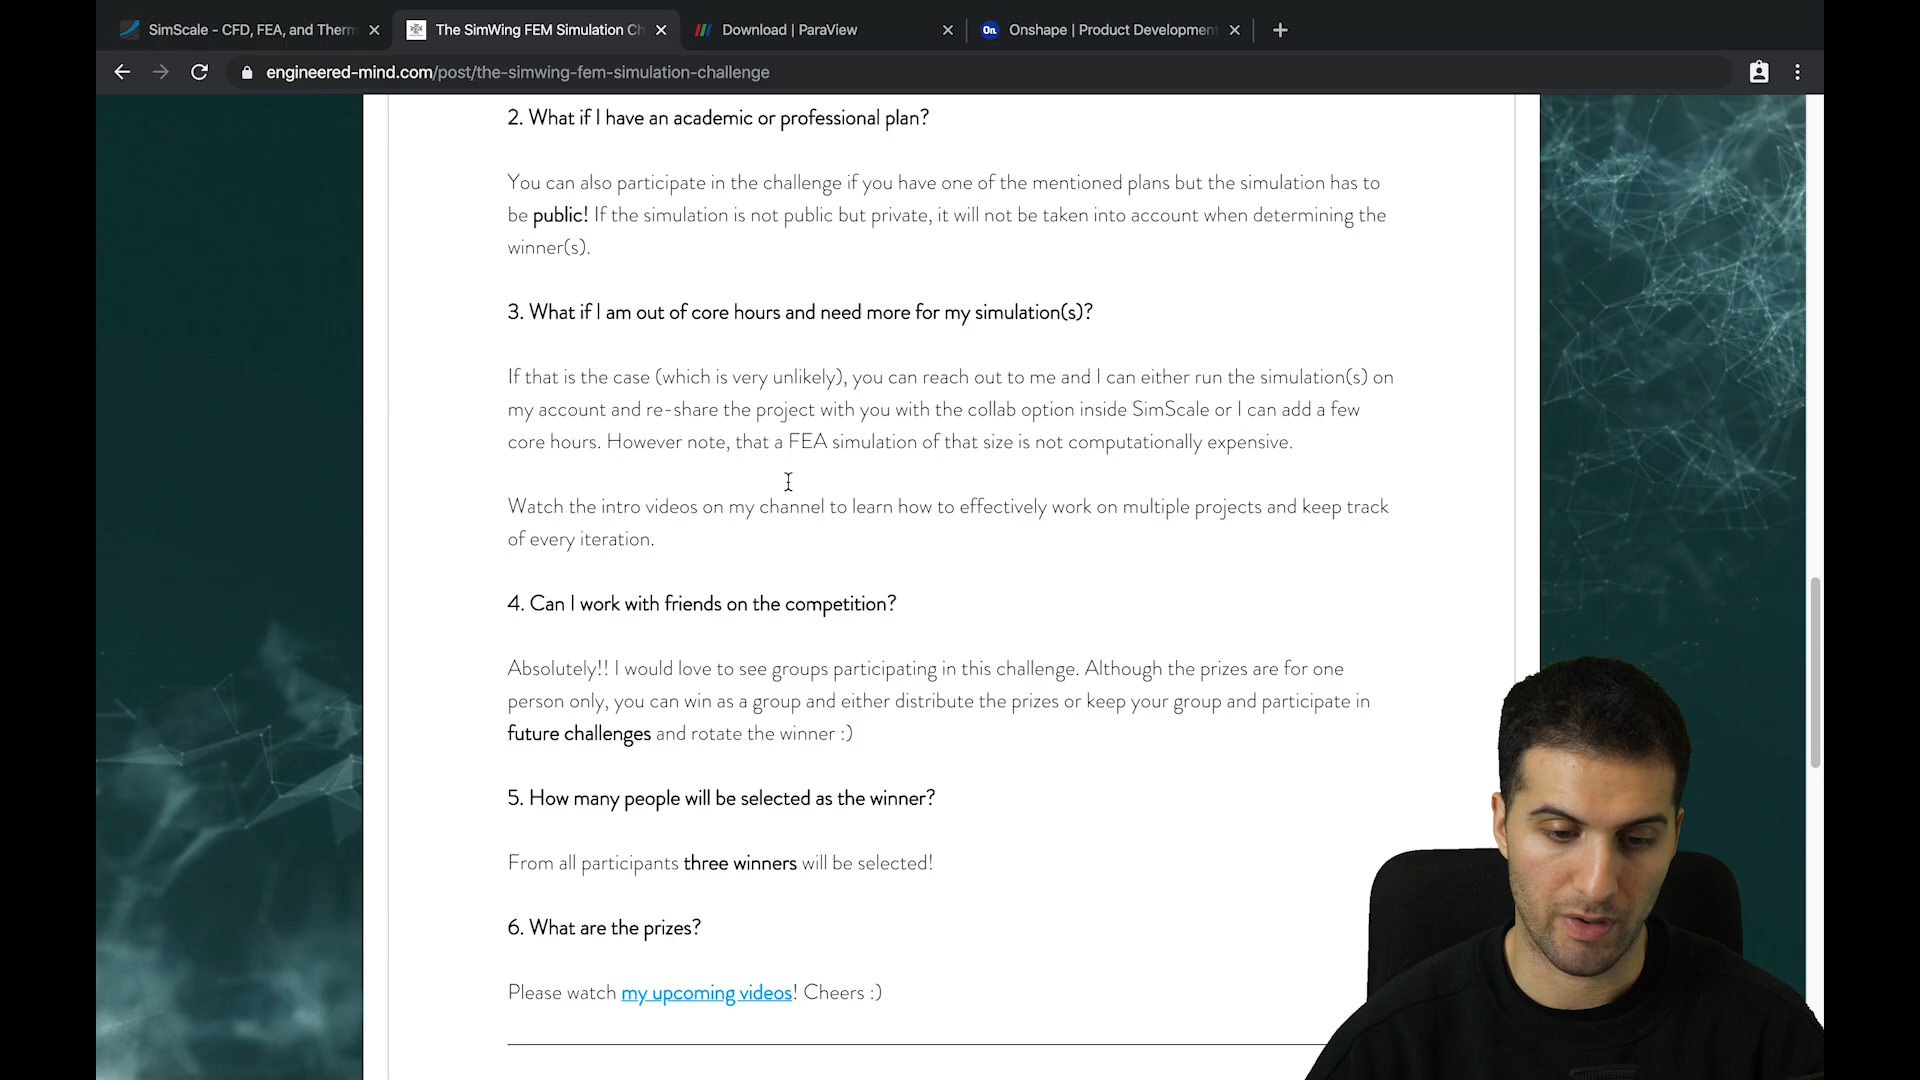 SimScale - CFD, FEA, and Therm
The SimWing FEM Simulation Ch
Download | ParaView
On.
Onshape | Product Development
engineered-mind.com/post/the-simwing-fem-simulation-challenge
2. What if I have an academic or professional plan?
You can also participate in the challenge if you have one of the mentioned plans but the simulation has to
be public! If the simulation is not public but private, it will not be taken into account when determining the
winner(s).
3. What if I am out of core hours and need more for my simulation(s)?
If that is the case (which is very unlikely), you can reach out to me and I can either run the simulation(s) on
my account and re-share the project with you with the collab option inside SimScale or I can add a few
core hours. However note, that a FEA simulation of that size is not computationally expensive.
Watch the intro videos on my channel to learn how to effectively work on multiple projects and keep track
of every iteration.
4. Can I work with friends on the competition?
Absolutely!! I would love to see groups participating in this challenge. Although the prizes are for one
person only, you can win as a group and either distribute the prizes or keep your group and participate in
future challenges and rotate the winner :)
5. How many people will be selected as the winner?
From all participants three winners will be selected!
6. What are the prizes?
Please watch my upcoming videos! Cheers :)